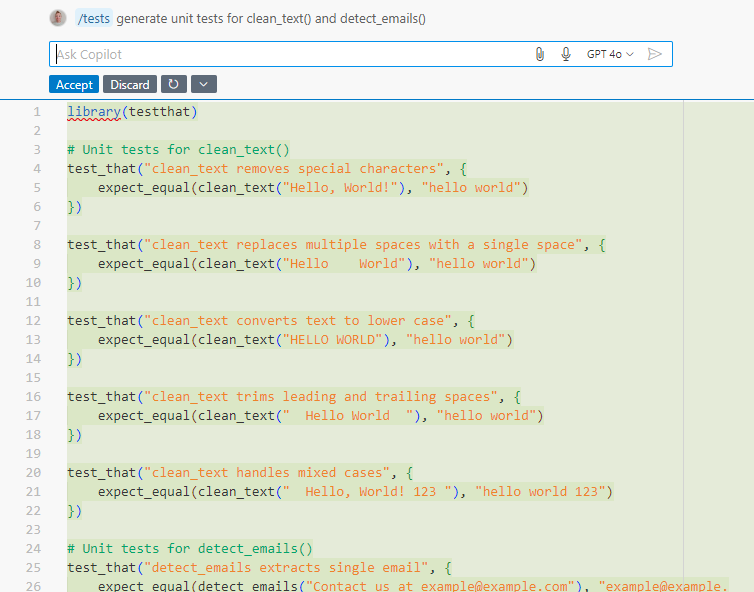 /tests generate unit tests for clean_text() and detect_emails()
Ask Copilot GPT 4o
Accept Discard
1 library(testthat)
2
3 # Unit tests for clean_text()
4 test_that("clean_text removes special characters", {
5     expect_equal(clean_text("Hello, World!"), "hello world")
6 })
7
8 test_that("clean_text replaces multiple spaces with a single space", {
9     expect_equal(clean_text("Hello    World"), "hello world")
10 })
11
12 test_that("clean_text converts text to lower case", {
13     expect_equal(clean_text("HELLO WORLD"), "hello world")
14 })
15
16 test_that("clean_text trims leading and trailing spaces", {
17     expect_equal(clean_text("  Hello World  "), "hello world")
18 })
19
20 test_that("clean_text handles mixed cases", {
21     expect_equal(clean_text("  Hello, World! 123 "), "hello world 123")
22 })
23
24 # Unit tests for detect_emails()
25 test_that("detect_emails extracts single email", {
26     expect_equal(detect_emails("Contact us at example@example.com"), "example@example.